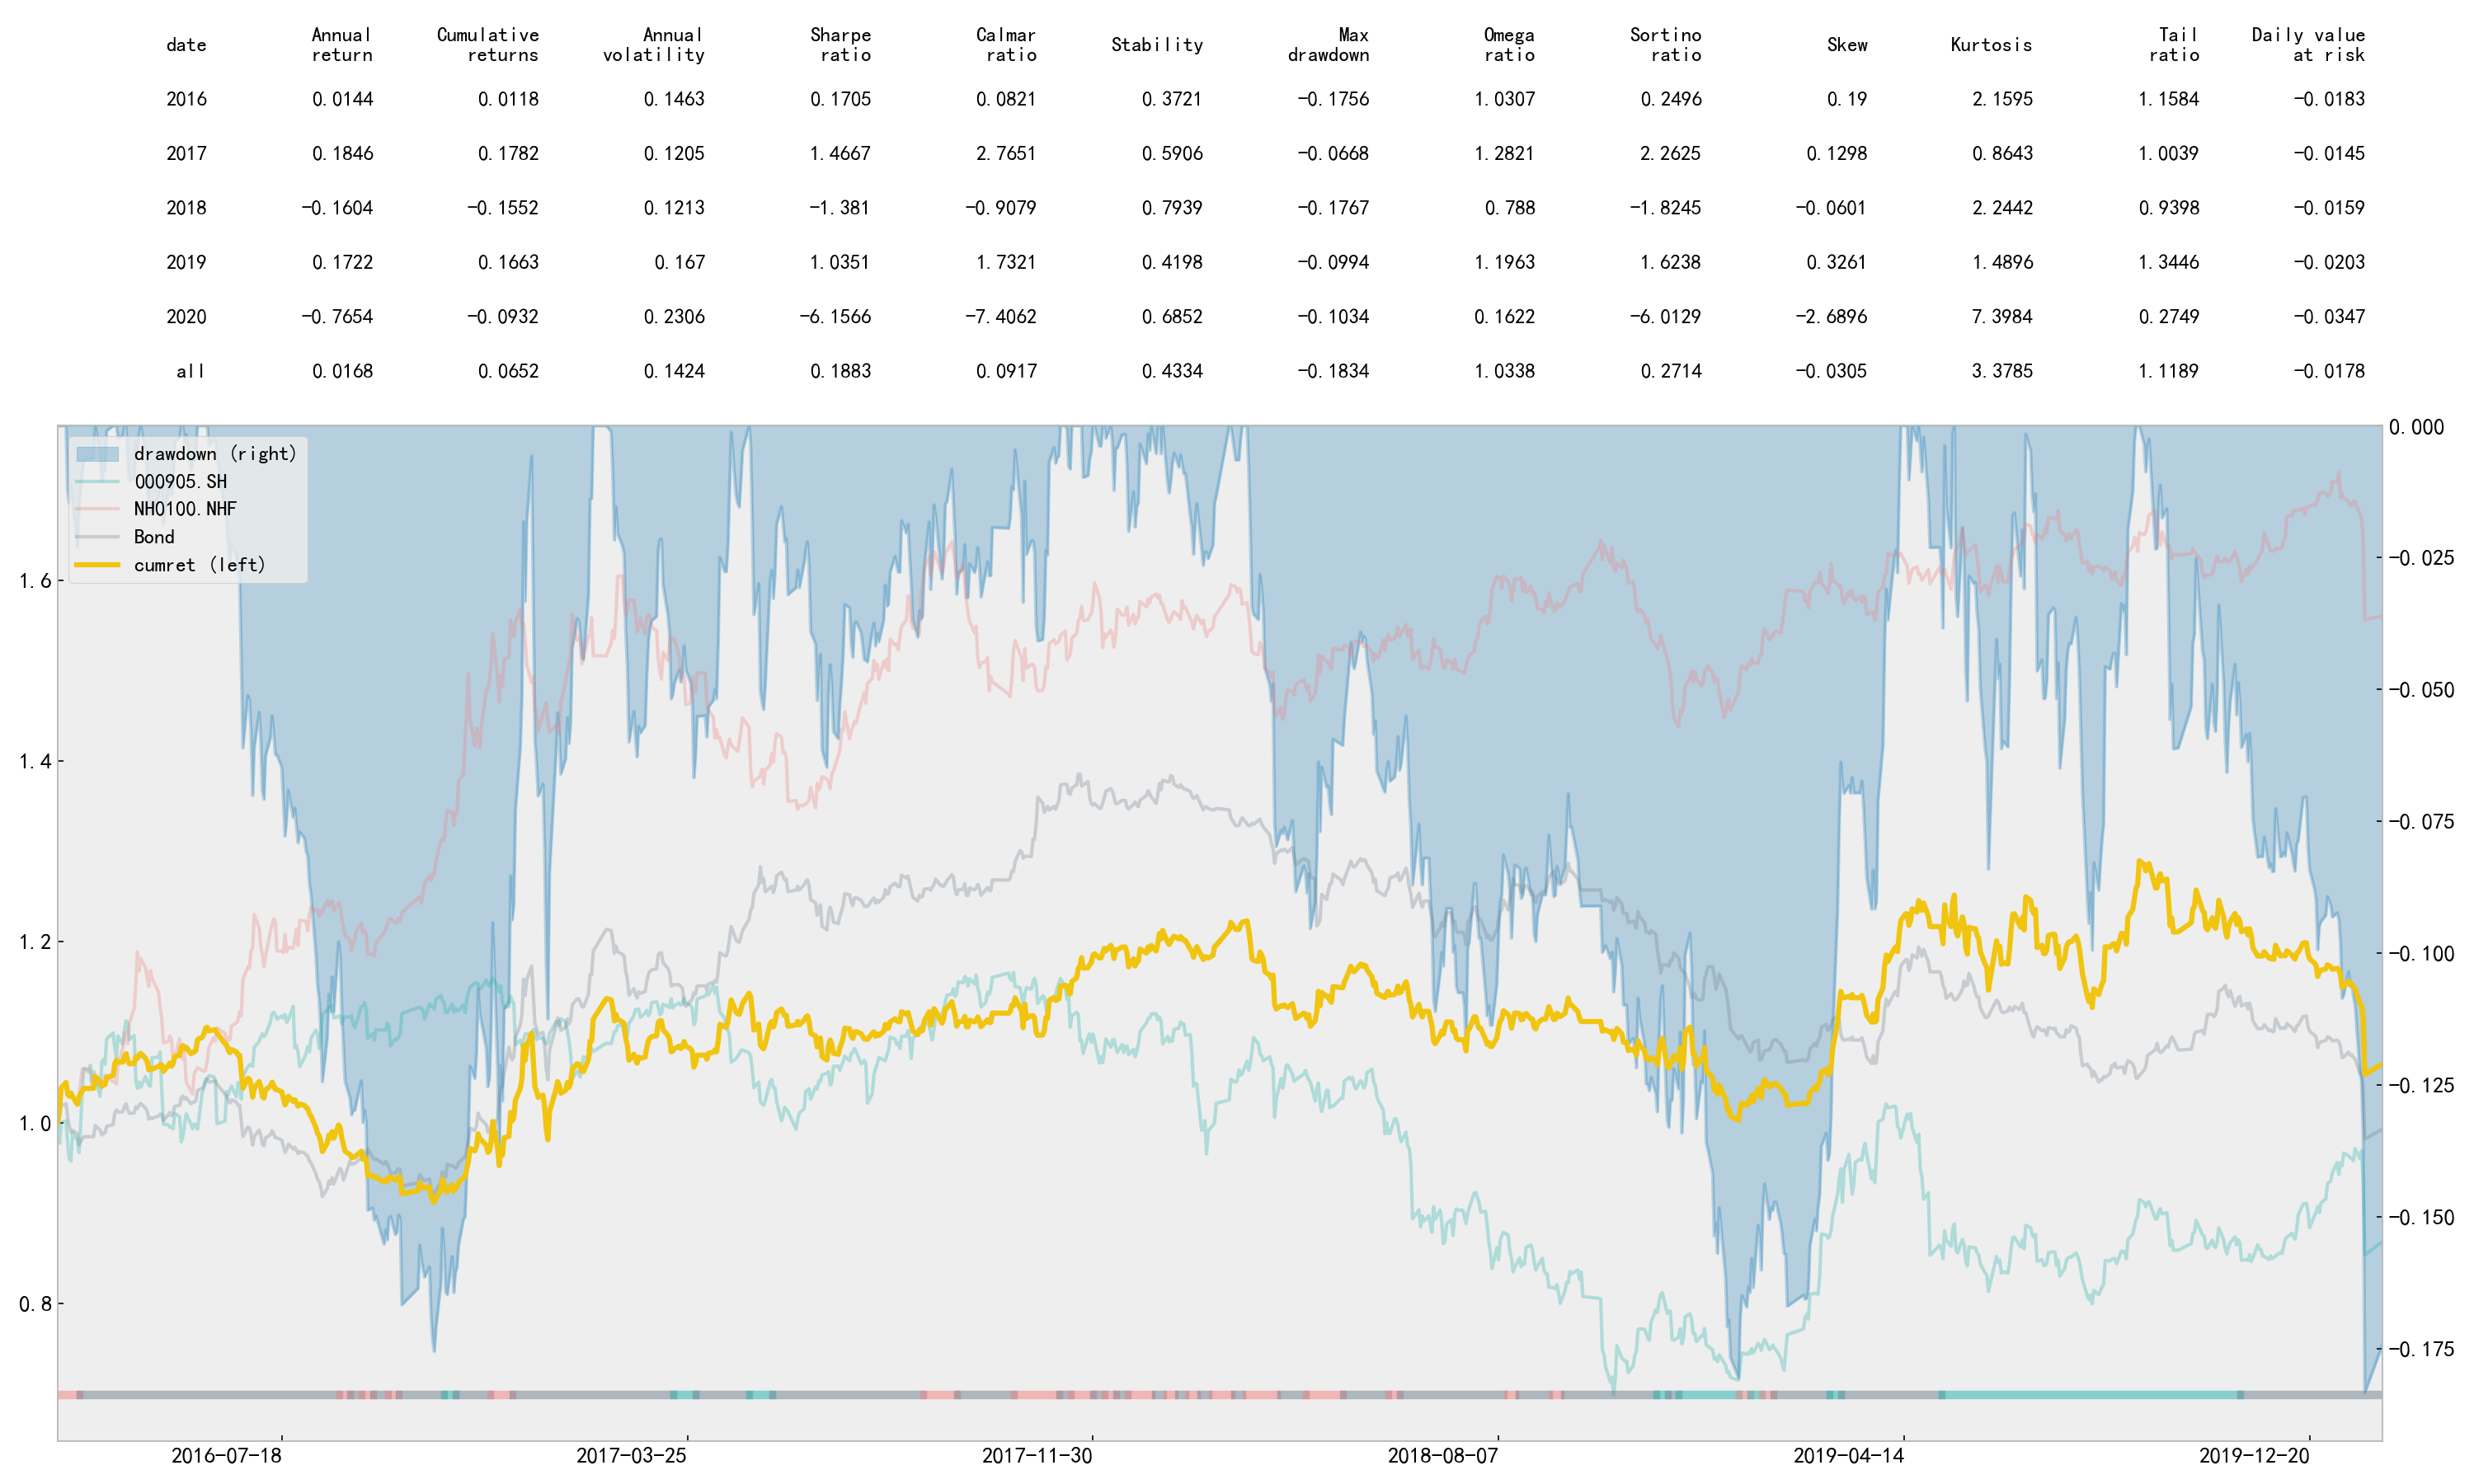 date Annual return Cumulative returns Annual volatility Sharpe ratio Calmar ratio Stability Max drawdown Omega ratio Sortino ratio Skew Kurtosis Tail ratio Daily value at risk
2016 0.0144 0.0118 0.1463 0.1705 0.0821 0.3721 -0.1756 1.0307 0.2496 0.19 2.1595 1.1584 -0.0183
2017 0.1846 0.1782 0.1205 1.4667 2.7651 0.5906 -0.0668 1.2821 2.2625 0.1298 0.8643 1.0039 -0.0145
2018 -0.1604 -0.1552 0.1213 -1.381 -0.9079 0.7939 -0.1767 0.788 -1.8245 -0.0601 2.2442 0.9398 -0.0159
2019 0.1722 0.1663 0.167 1.0351 1.7321 0.4198 -0.0994 1.1963 1.6238 0.3261 1.4896 1.3446 -0.0203
2020 -0.7654 -0.0932 0.2306 -6.1566 -7.4062 0.6852 -0.1034 0.1622 -6.0129 -2.6896 7.3984 0.2749 -0.0347
all 0.0168 0.0652 0.1424 0.1883 0.0917 0.4334 -0.1834 1.0338 0.2714 -0.0305 3.3785 1.1189 -0.0178
drawdown (right)
000905.SH
NH0100.NHF
Bond
cumret (left)
1.6
1.4
1.2
1.0
0.8
0.000
-0.025
-0.050
-0.075
-0.100
-0.125
-0.150
-0.175
2016-07-18 2017-03-25 2017-11-30 2018-08-07 2019-04-14 2019-12-20